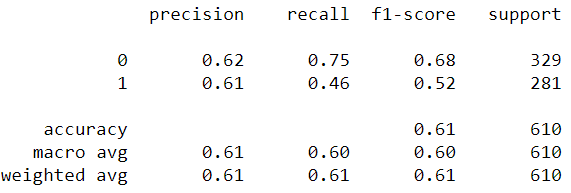 precision recall f1-score support
0 0.62 0.75 0.68 329
1 0.61 0.46 0.52 281
accuracy 0.61 610
macro avg 0.61 0.60 0.60 610
weighted avg 0.61 0.61 0.61 610